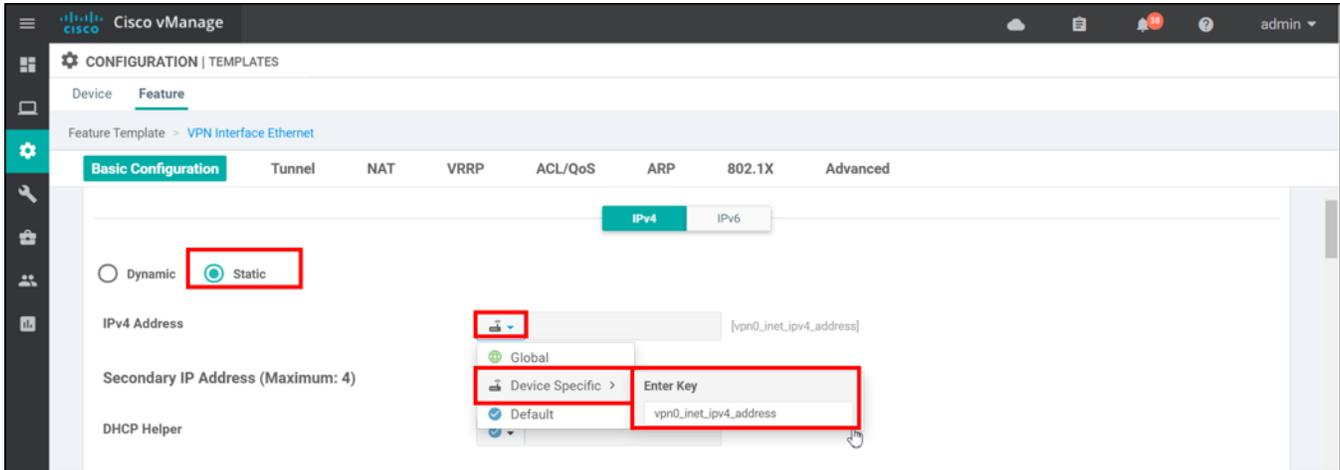 CISCO Cisco vManage 38 admin
CONFIGURATION | TEMPLATES
Device Feature
Feature Template > VPN Interface Ethernet
Basic Configuration Tunnel NAT VRRP ACL/QoS ARP 802.1X Advanced
IPv4 IPv6
Dynamic Static
IPv4 Address [vpn0_inet_ipv4_address]
Global
Secondary IP Address (Maximum: 4) Device Specific > Enter Key
Default vpn0_inet_ipv4_address
DHCP Helper